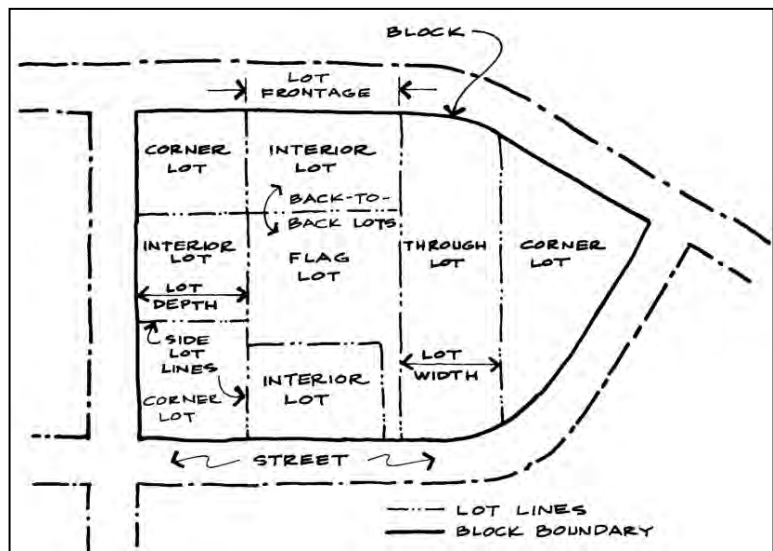 BLOCK
LOT
FRONTAGE
CORNER
LOT
INTERIOR
LOT
BACK-TO-
BACK LOTS
INTERIOR
LOT
FLAG
LOT
THROUGH
LOT
CORNER
LOT
LOT
DEPTH
SIDE
LOT
LINES
CORNER
LOT
INTERIOR
LOT
LOT
WIDTH
STREET
LOT LINES
BLOCK BOUNDARY